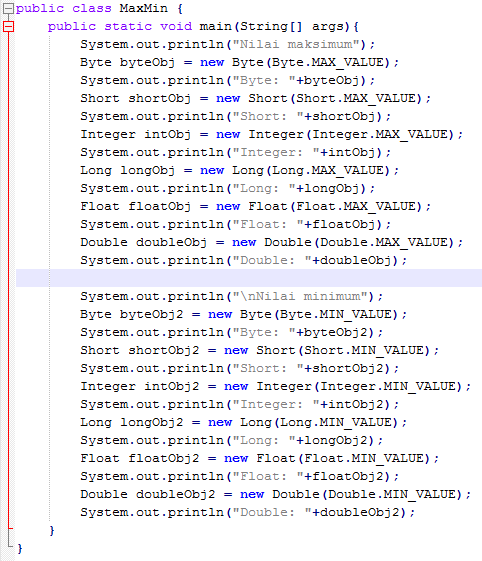 public class MaxMin {
    public static void main(String[] args){
        System.out.println("Nilai maksimum");
        Byte byteObj = new Byte(Byte.MAX_VALUE);
        System.out.println("Byte: "+byteObj);
        Short shortObj = new Short(Short.MAX_VALUE);
        System.out.println("Short: "+shortObj);
        Integer intObj = new Integer(Integer.MAX_VALUE);
        System.out.println("Integer: "+intObj);
        Long longObj = new Long(Long.MAX_VALUE);
        System.out.println("Long: "+longObj);
        Float floatObj = new Float(Float.MAX_VALUE);
        System.out.println("Float: "+floatObj);
        Double doubleObj = new Double(Double.MAX_VALUE);
        System.out.println("Double: "+doubleObj);

        System.out.println("\nNilai minimum");
        Byte byteObj2 = new Byte(Byte.MIN_VALUE);
        System.out.println("Byte: "+byteObj2);
        Short shortObj2 = new Short(Short.MIN_VALUE);
        System.out.println("Short: "+shortObj2);
        Integer intObj2 = new Integer(Integer.MIN_VALUE);
        System.out.println("Integer: "+intObj2);
        Long longObj2 = new Long(Long.MIN_VALUE);
        System.out.println("Long: "+longObj2);
        Float floatObj2 = new Float(Float.MIN_VALUE);
        System.out.println("Float: "+floatObj2);
        Double doubleObj2 = new Double(Double.MIN_VALUE);
        System.out.println("Double: "+doubleObj2);
    }
}